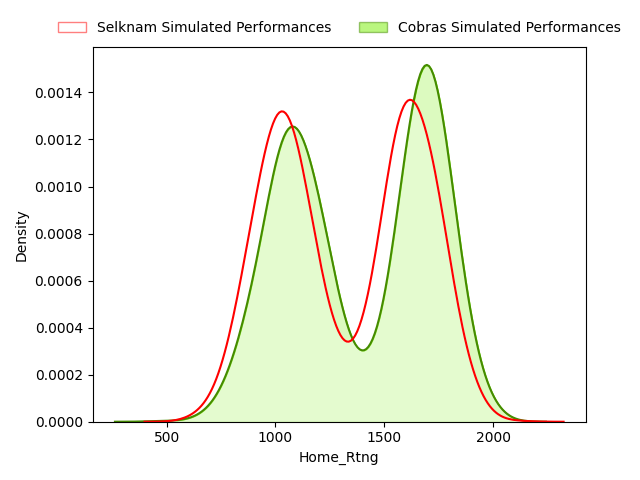 Selknam Simulated Performances Cobras Simulated Performances
0.0014
0.0012
0.0010
0.0008
0.0006
0.0004
0.0002
0.0000
Density
500 1000 1500 2000
Home_Rtng